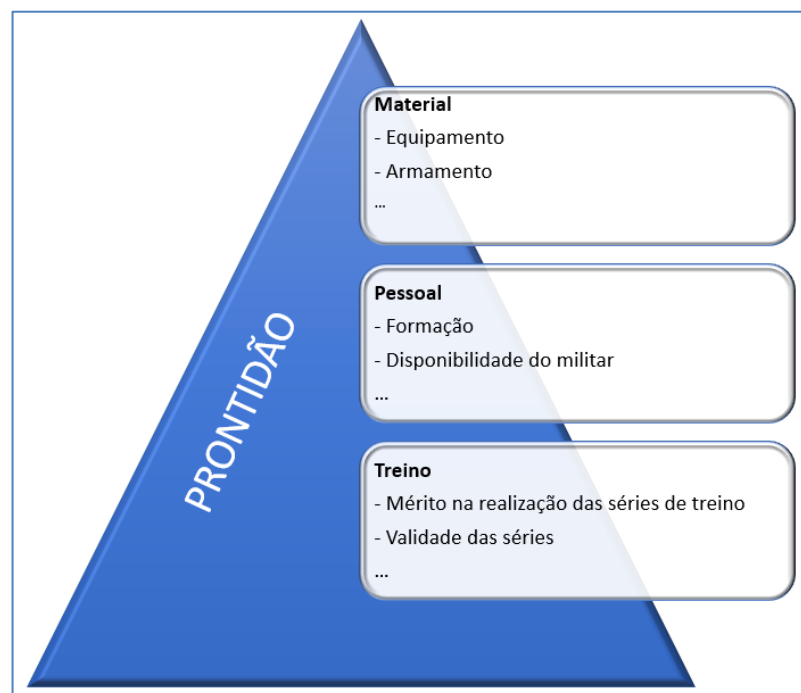 PRONTIDÃO
Material
- Equipamento
- Armamento
...
Pessoal
- Formação
- Disponibilidade do militar
...
Treino
- Mérito na realização das séries de treino
- Validade das séries
...